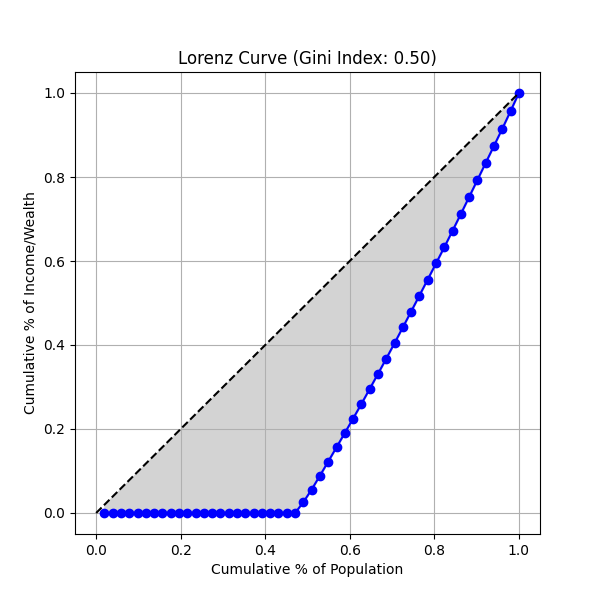 Lorenz Curve (Gini Index: 0.50)
Cumulative % of Income/Wealth
1.0
0.8
0.6
0.4
0.2
0.0
0.0 0.2 0.4 0.6 0.8 1.0
Cumulative % of Population